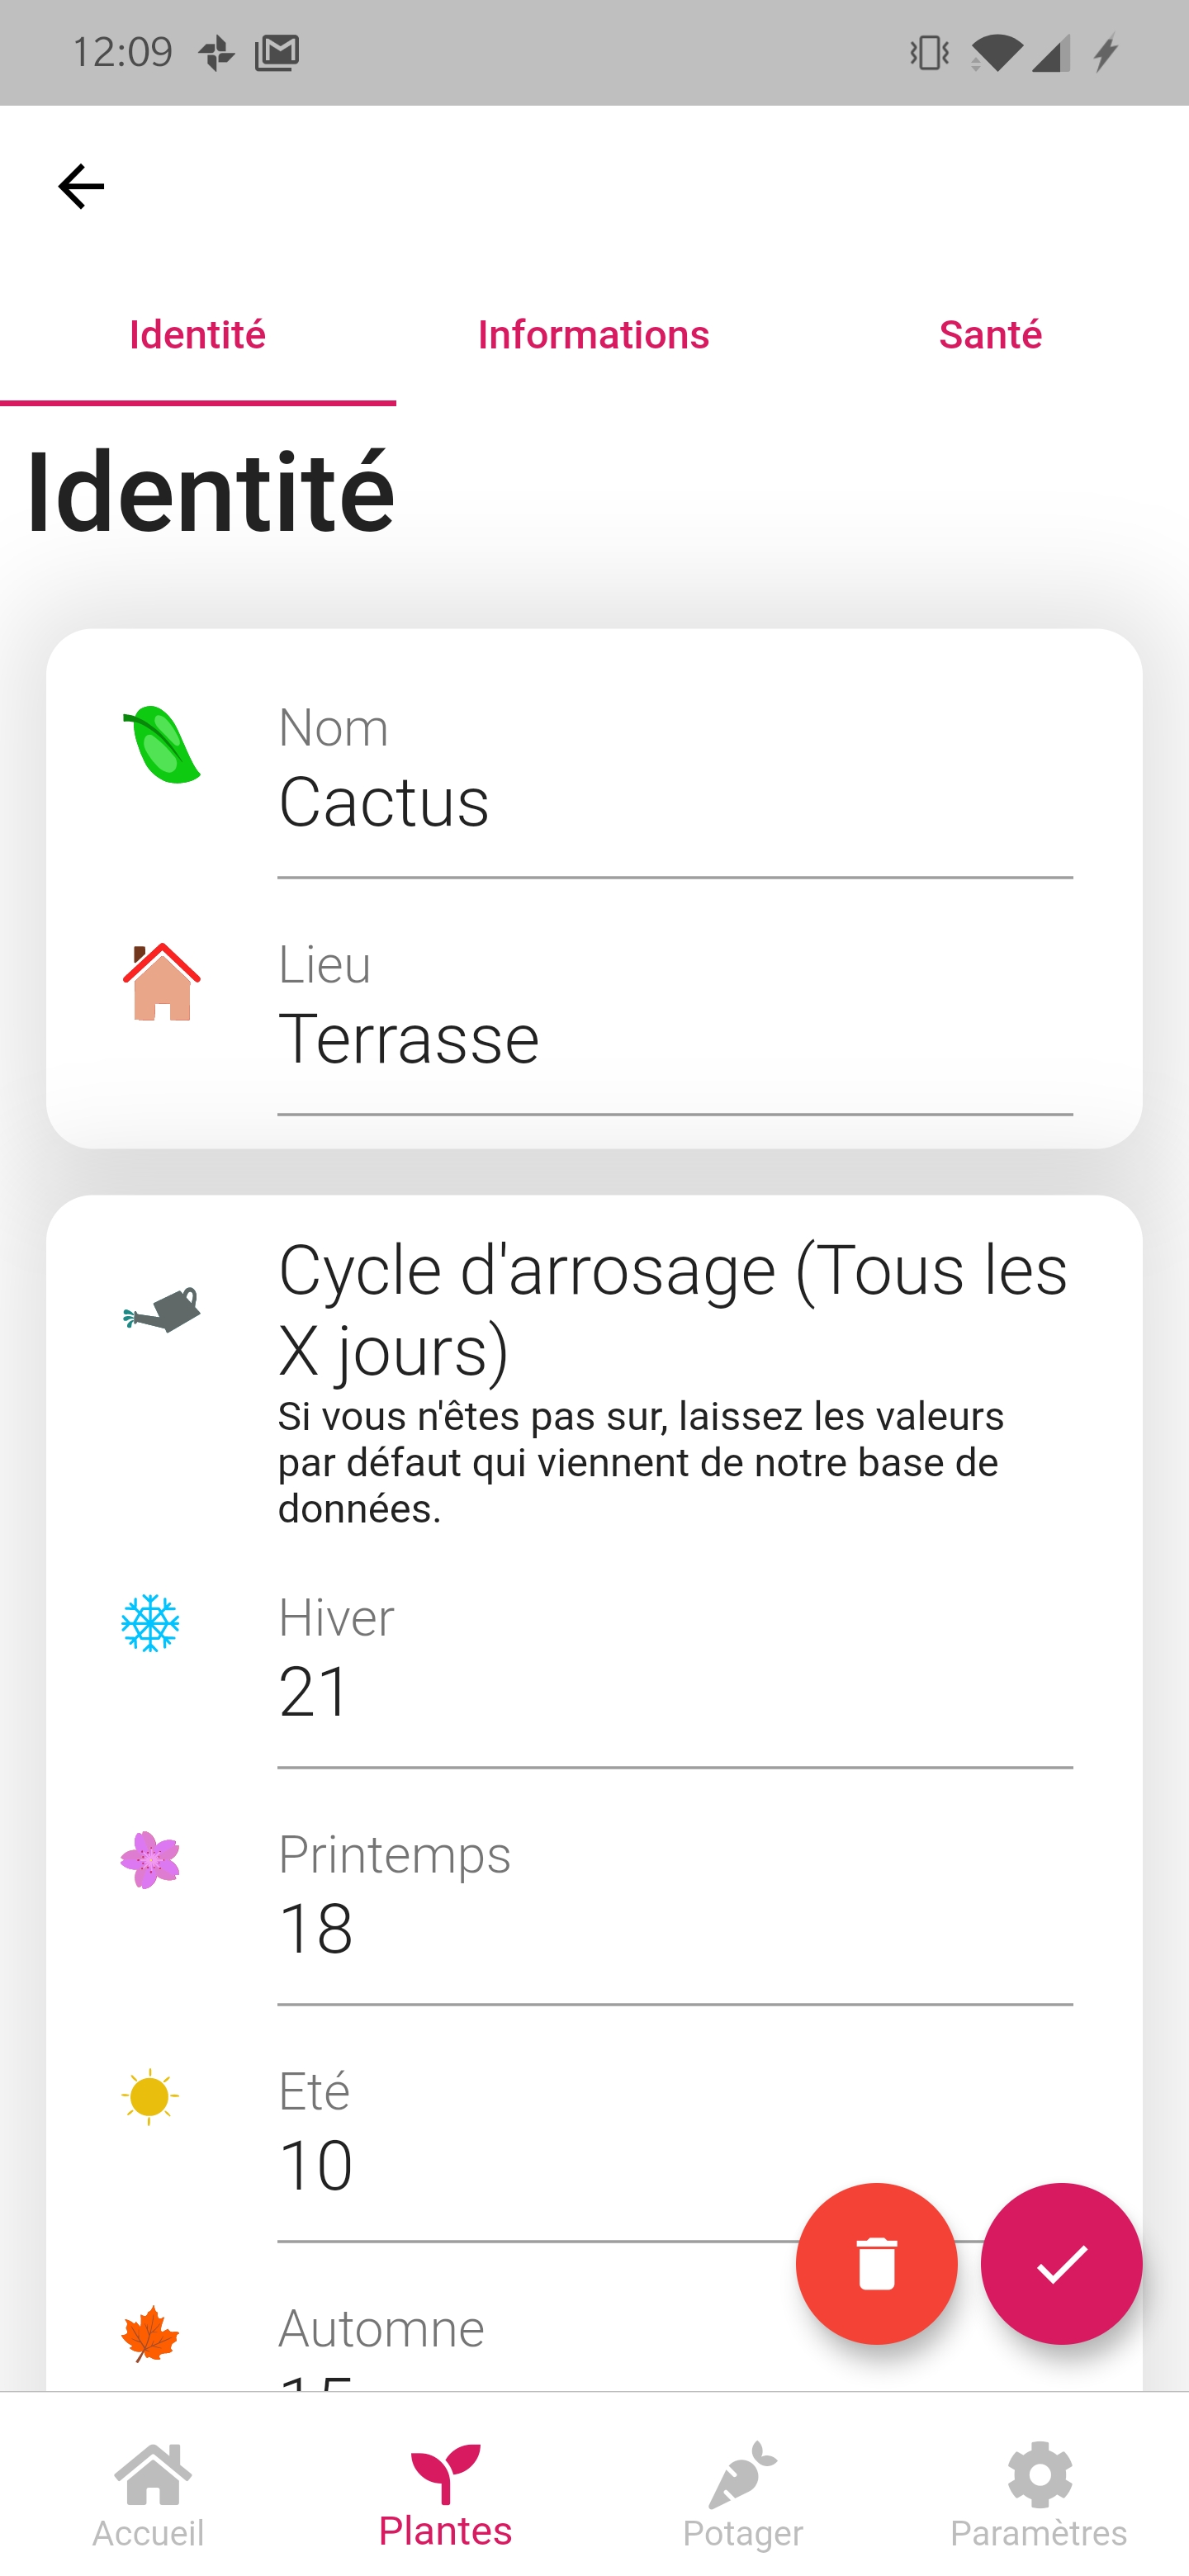 12:09
Identité Informations Santé
Identité
Nom
Cactus
Lieu
Terrasse
Cycle d'arrosage (Tous les
X jours)
Si vous n'êtes pas sur, laissez les valeurs
par défaut qui viennent de notre base de
données.
Hiver
21
Printemps
18
Eté
10
Automne
15
Accueil Plantes Potager Paramètres